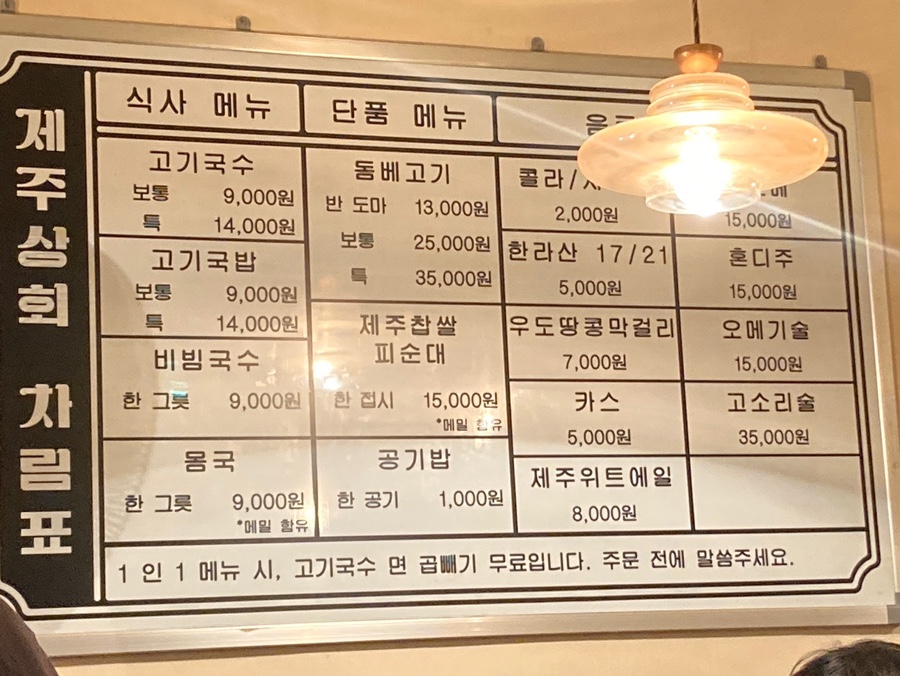 제주상회 차림표
식사 메뉴
고기국수
보통 9,000원
특 14,000원
고기국밥
보통 9,000원
특 14,000원
비빔국수
한 그릇 9,000원
몸국
한 그릇 9,000원
*메밀 함유
단품 메뉴
돔베고기
반 도마 13,000원
보통 25,000원
특 35,000원
제주찹쌀
피순대
한 접시 15,000원
*메밀 함유
공기밥
한 공기 1,000원
콜라/
2,000원
한라산 17/21
5,000원
우도땅콩막걸리
7,000원
카스
5,000원
제주위트에일
8,000원
15,000원
혼디주
15,000원
오메기술
15,000원
고소리술
35,000원
1 인 1 메뉴 시, 고기국수 면 곱빼기 무료입니다. 주문 전에 말씀주세요.